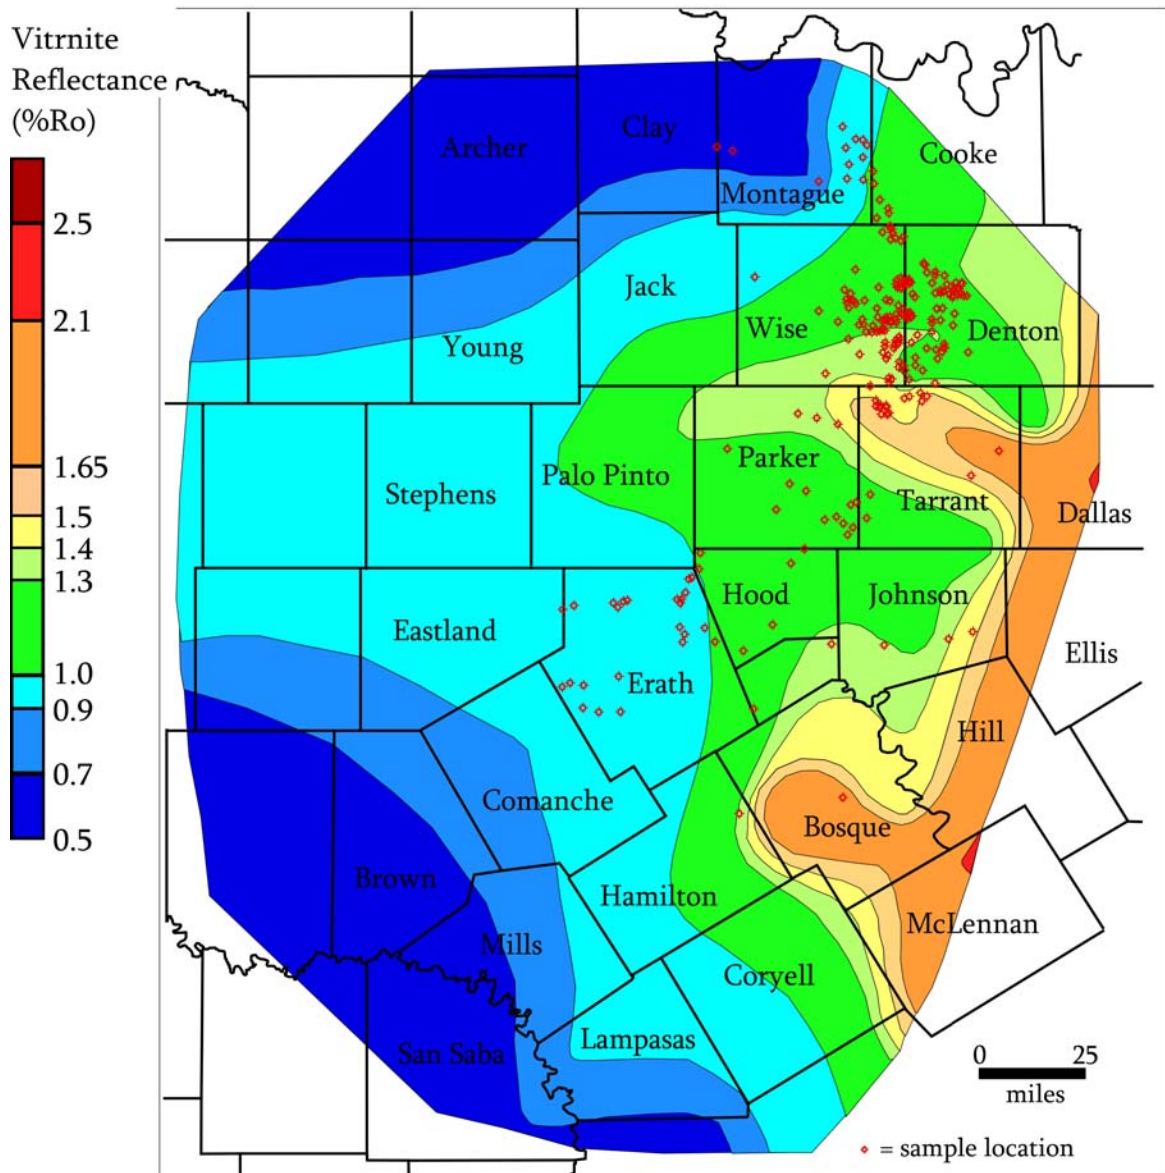 Vitrnite
Reflectance
(%Ro)
2.5
2.1
1.65
1.5
1.4
1.3
1.0
0.9
0.7
0.5
Archer
Clay
Cooke
Montague
Jack
Young
Wise
Denton
Stephens
Palo Pinto
Parker
Tarrant
Dallas
Eastland
Hood
Johnson
Ellis
Erath
Hill
Comanche
Bosque
Brown
Hamilton
McLennan
Mills
Coryell
San Saba
Lampasas
0 25
miles
= sample location